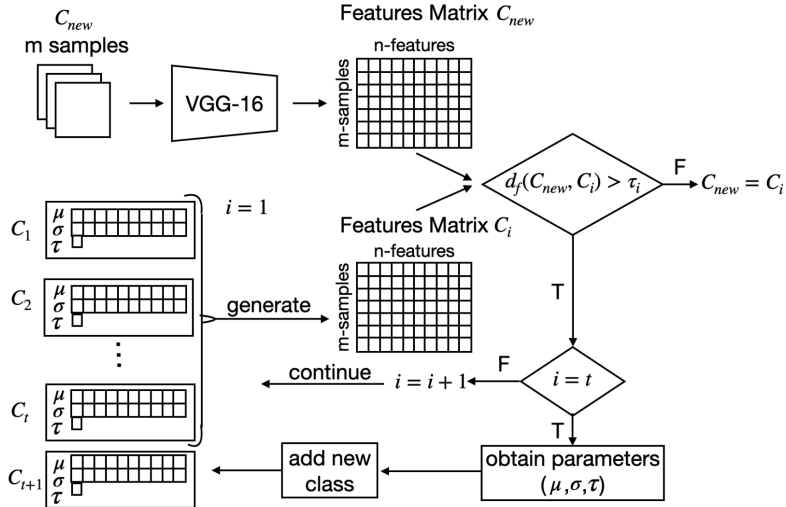 C_new
m samples
VGG-16
Features Matrix C_new
n-features
m-samples
d_f(C_new, C_i) > τ_i
F
C_new = C_i
i = 1
C_1
μ
σ
τ
C_2
μ
σ
τ
⋮
C_t
μ
σ
τ
C_{t+1}
μ
σ
τ
generate
Features Matrix C_i
n-features
m-samples
T
i = t
F
i = i + 1
continue
T
obtain parameters
(μ,σ,τ)
add new
class